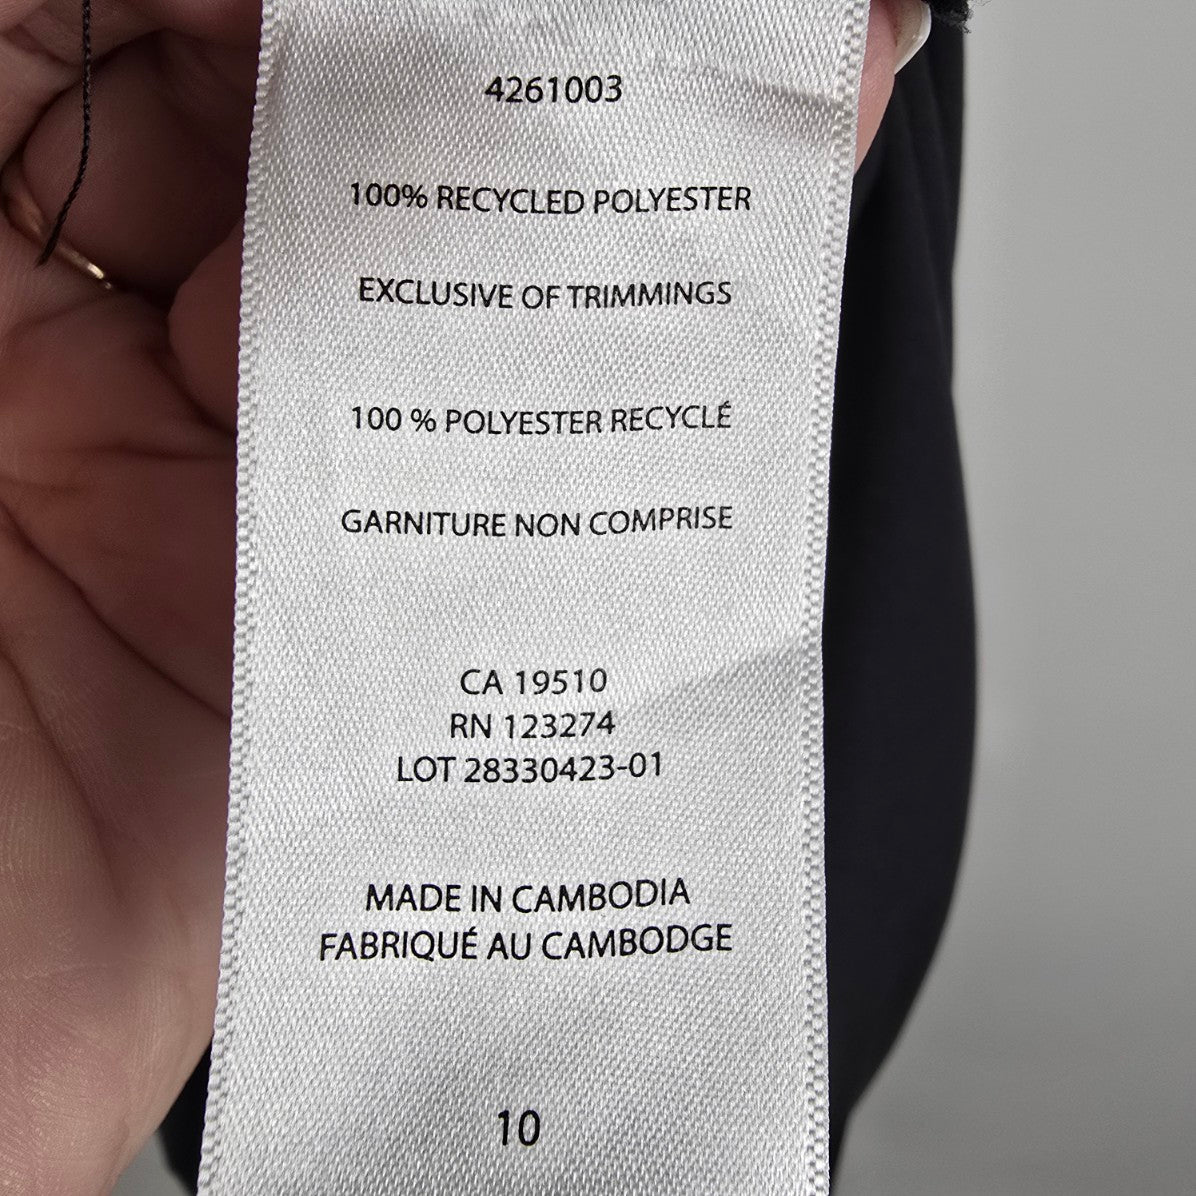 4261003
100% RECYCLED POLYESTER
EXCLUSIVE OF TRIMMINGS
100 % POLYESTER RECYCLÉ
GARNITURE NON COMPRISE
CA 19510
RN 123274
LOT 28330423-01
MADE IN CAMBODIA
FABRIQUÉ AU CAMBODGE
10